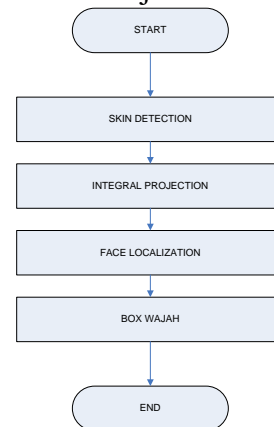 START
SKIN DETECTION
INTEGRAL PROJECTION
FACE LOCALIZATION
BOX WAJAH
END